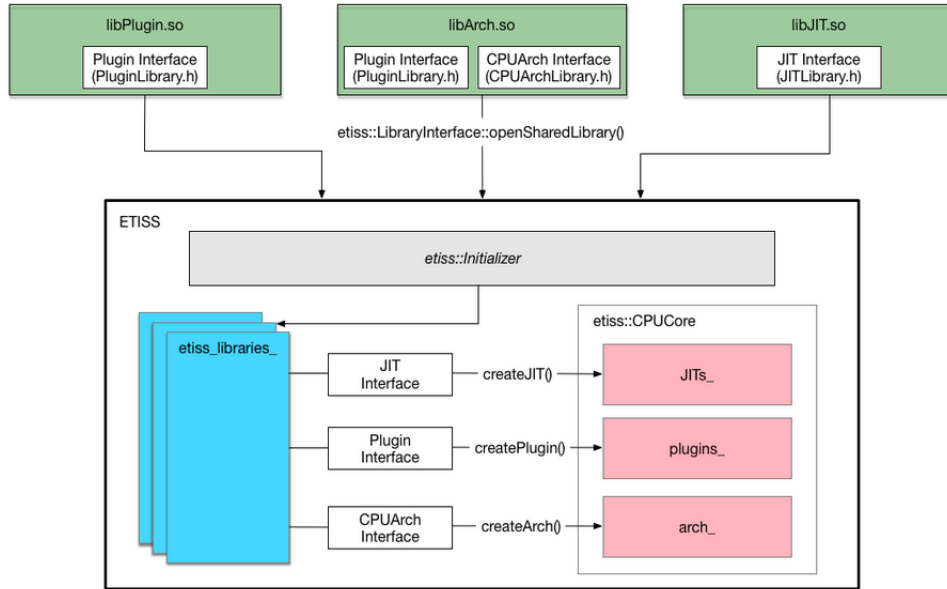 libPlugin.so
Plugin Interface
(PluginLibrary.h)
libArch.so
Plugin Interface
(PluginLibrary.h)
CPUArch Interface
(CPUArchLibrary.h)
libJIT.so
JIT Interface
(JITLibrary.h)
etiss::LibraryInterface::openSharedLibrary()
ETISS
etiss::Initializer
etiss_libraries_
etiss::CPUCore
JIT
Interface
createJIT()
JITs_
Plugin
Interface
createPlugin()
plugins_
CPUArch
Interface
createArch()
arch_